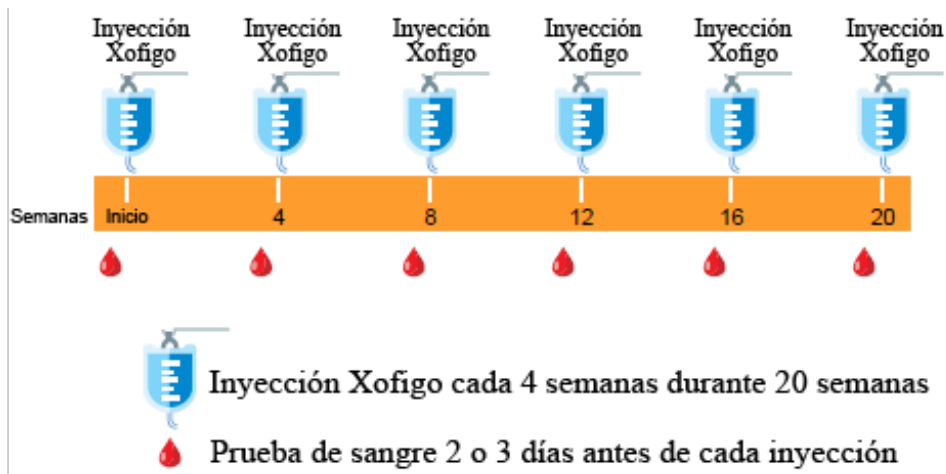 Inyección Xofigo
Inyección Xofigo
Inyección Xofigo
Inyección Xofigo
Inyección Xofigo
Inyección Xofigo
Semanas Inicio 4 8 12 16 20
Inyección Xofigo cada 4 semanas durante 20 semanas
Prueba de sangre 2 o 3 días antes de cada inyección